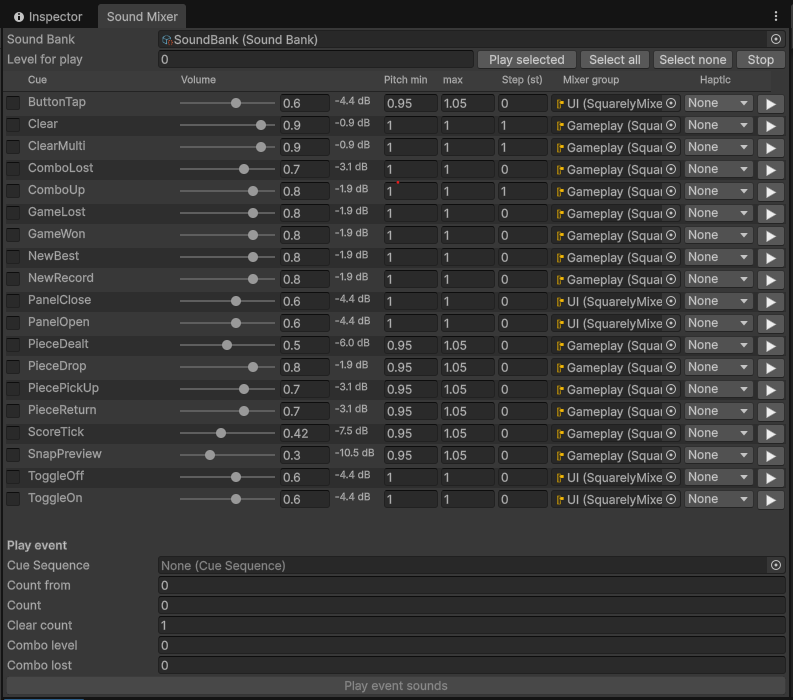 Inspector Sound Mixer
Sound Bank SoundBank (Sound Bank)
Level for play 0 Play selected Select all Select none Stop
Cue Volume Pitch min max Step (st) Mixer group Haptic
ButtonTap 0.6 -4.4 dB 0.95 1.05 0 UI (SquarelyMixe None
Clear 0.9 -0.9 dB 1 1 1 Gameplay (Squar None
ClearMulti 0.9 -0.9 dB 1 1 1 Gameplay (Squar None
ComboLost 0.7 -3.1 dB 1 1 0 Gameplay (Squar None
ComboUp 0.8 -1.9 dB 1 1 1 Gameplay (Squar None
GameLost 0.8 -1.9 dB 1 1 0 Gameplay (Squar None
GameWon 0.8 -1.9 dB 1 1 0 Gameplay (Squar None
NewBest 0.8 -1.9 dB 1 1 0 Gameplay (Squar None
NewRecord 0.8 -1.9 dB 1 1 0 Gameplay (Squar None
PanelClose 0.6 -4.4 dB 1 1 0 UI (SquarelyMixe None
PanelOpen 0.6 -4.4 dB 1 1 0 UI (SquarelyMixe None
PieceDealt 0.5 -6.0 dB 0.95 1.05 0 Gameplay (Squar None
PieceDrop 0.8 -1.9 dB 0.95 1.05 0 Gameplay (Squar None
PiecePickUp 0.7 -3.1 dB 0.95 1.05 0 Gameplay (Squar None
PieceReturn 0.7 -3.1 dB 0.95 1.05 0 Gameplay (Squar None
ScoreTick 0.42 -7.5 dB 0.95 1.05 0 Gameplay (Squar None
SnapPreview 0.3 -10.5 dB 0.95 1.05 0 Gameplay (Squar None
ToggleOff 0.6 -4.4 dB 1 1 0 UI (SquarelyMixe None
ToggleOn 0.6 -4.4 dB 1 1 0 UI (SquarelyMixe None
Play event
Cue Sequence None (Cue Sequence)
Count from 0
Count 0
Clear count 1
Combo level 0
Combo lost 0
Play event sounds